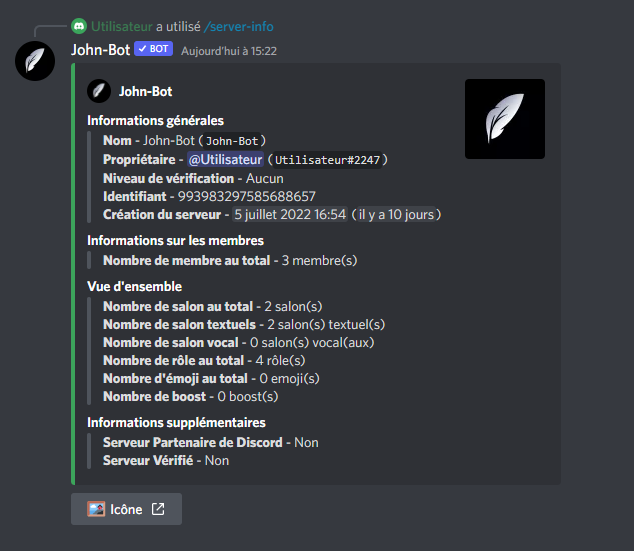 Utilisateur a utilisé /server-info
John-Bot BOT Aujourd'hui à 15:22
John-Bot
Informations générales
Nom - John-Bot (John-Bot)
Propriétaire - @Utilisateur (Utilisateur#2247)
Niveau de vérification - Aucun
Identifiant - 993983297585688657
Création du serveur - 5 juillet 2022 16:54 (il y a 10 jours)
Informations sur les membres
Nombre de membre au total - 3 membre(s)
Vue d'ensemble
Nombre de salon au total - 2 salon(s)
Nombre de salon textuels - 2 salon(s) textuel(s)
Nombre de salon vocal - 0 salon(s) vocal(aux)
Nombre de rôle au total - 4 rôle(s)
Nombre d'émoji au total - 0 emoji(s)
Nombre de boost - 0 boost(s)
Informations supplémentaires
Serveur Partenaire de Discord - Non
Serveur Vérifié - Non
Icône